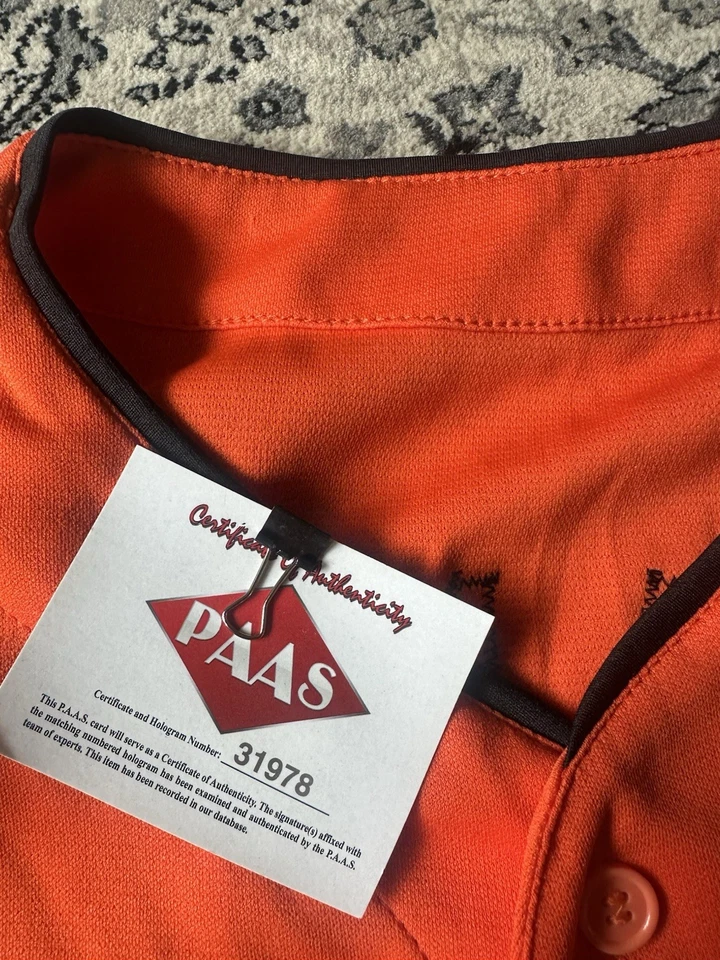 Certificate of Authenticity
PAAS
Certificate and Hologram Number: 31978
This P.A.A.S. card will serve as a Certificate of Authenticity. The signature(s) affixed with
the matching numbered hologram has been examined and authenticated by the P.A.A.S.
team of experts. This item has been recorded in our database.